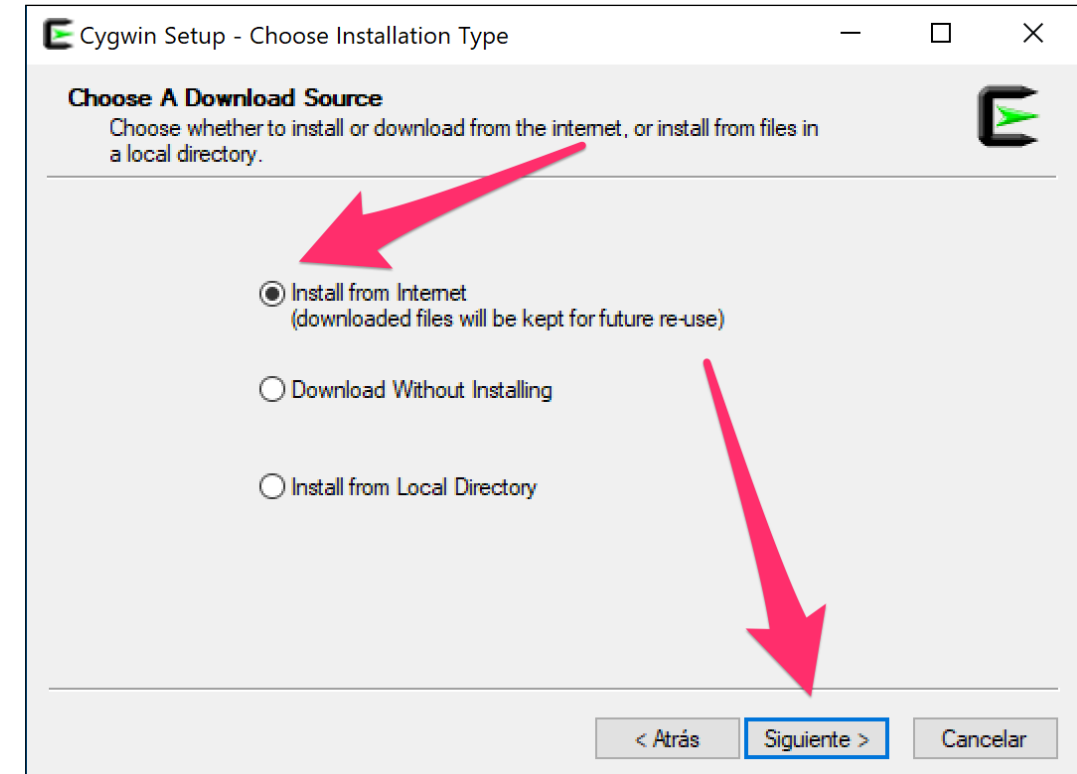 Cygwin Setup - Choose Installation Type
Choose A Download Source
Choose whether to install or download from the internet, or install from files in
a local directory.
Install from Internet
(downloaded files will be kept for future re-use)
Download Without Installing
Install from Local Directory
< Atrás
Siguiente >
Cancelar